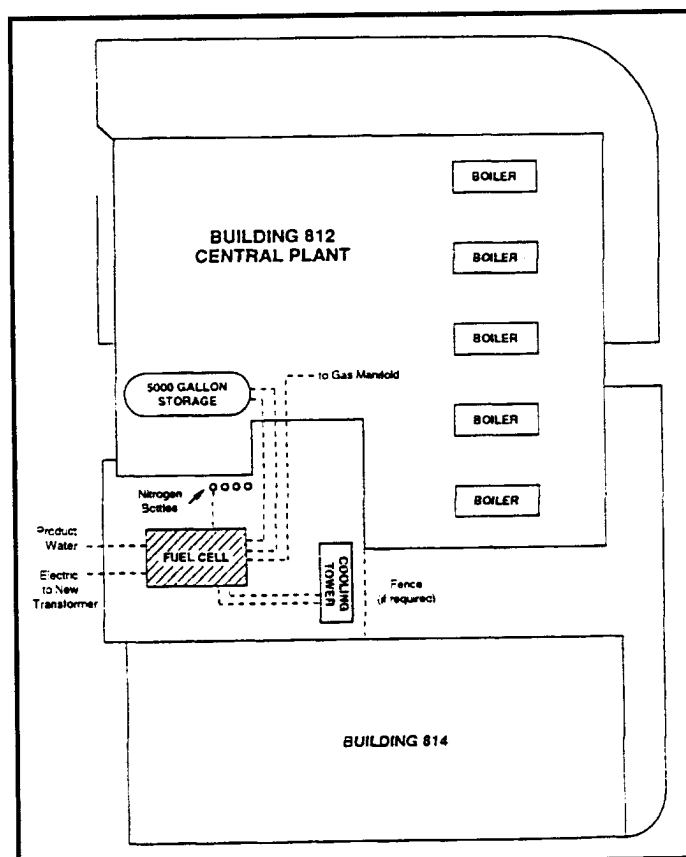 BOILER
BUILDING 812
CENTRAL PLANT
BOILER
BOILER
to Gas Manifold
5000 GALLON
STORAGE
BOILER
Nitrogen
Bottles
BOILER
Product
Water
FUEL CELL
Electric
to New
Transformer
COOLING
TOWER
Fence
(if required)
BUILDING 814